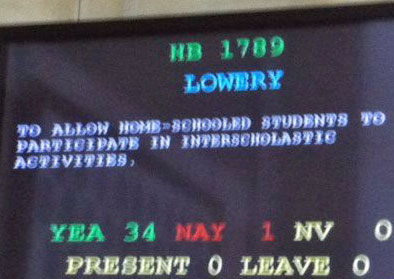 HB 1789
LOWERY
TO ALLOW HOME-SCHOOLED STUDENTS TO
PARTICIPATE IN INTERSCHOLASTIC
ACTIVITIES.
YEA 34 NAY 1 NV 0
PRESENT 0 LEAVE 0